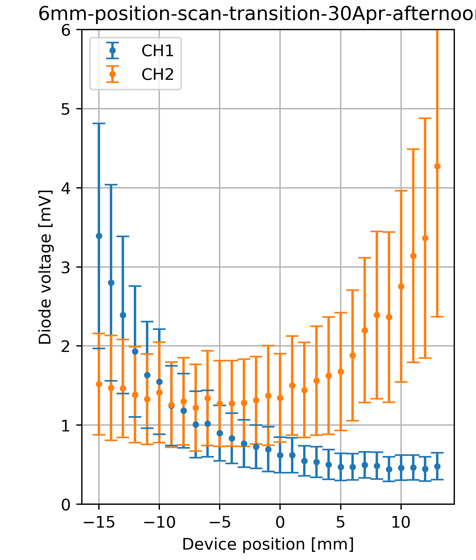 6mm-position-scan-transition-30Apr-afternoon
CH1
CH2
6
5
4
3
2
1
0
Diode voltage [mV]
−15
−10
−5
0
5
10
Device position [mm]